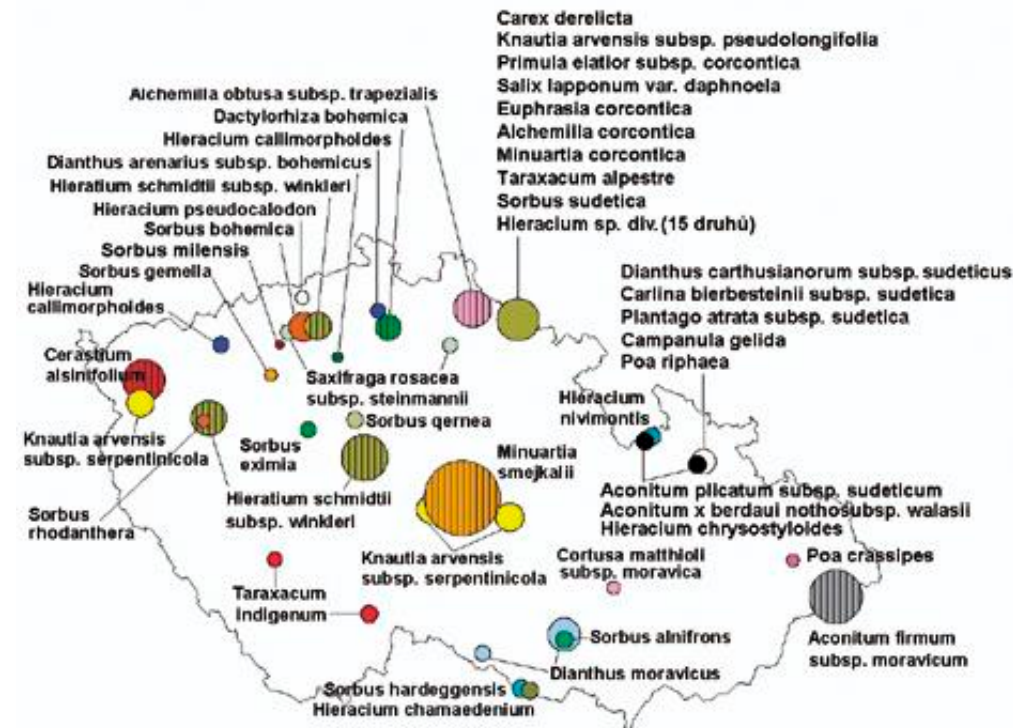 Carex derelicta
Knautia arvensis subsp. pseudolongifolia
Primula elatior subsp. corcontica
Salix lapponum var. daphnoela
Euphrasia corcontica
Alchemilla corcontica
Minuartia corcontica
Taraxacum alpestre
Sorbus sudetica
Hieracium sp. div. (15 druhů)
Alchemilla obtusa subsp. trapezialis
Dactylorhiza bohemica
Hieracium callimorphoides
Dianthus arenarius subsp. bohemicus
Hieratium schmidtii subsp. winkleri
Hieracium pseudocalodon
Sorbus bohemica
Sorbus milensis
Sorbus gemella
Hieracium
callimorphoides
Dianthus carthusianorum subsp. sudeticus
Carlina bierbesteinii subsp. sudetica
Plantago atrata subsp. sudetica
Campanula gelida
Poa riphaea
Cerastium
alsinifolium
Saxifraga rosacea
subsp. steinmannii
Hieracium
nivimontis
Sorbus qernea
Knautia arvensis
subsp. serpentinicola
Sorbus
eximia
Minuartia
smejkalii
Hieratium schmidtii
subsp. winkleri
Aconitum plicatum subsp. sudeticum
Aconitum x berdaui nothosubsp. walasii
Hieracium chrysostyloides
Sorbus
rhodanthera
Knautia arvensis
subsp. serpentinicola
Cortusa matthioli
subsp. moravica
Poa crassipes
Taraxacum
indigenum
Sorbus alnifrons
Aconitum firmum
subsp. moravicum
Dianthus moravicus
Sorbus hardeggensis
Hieracium chamaedenium